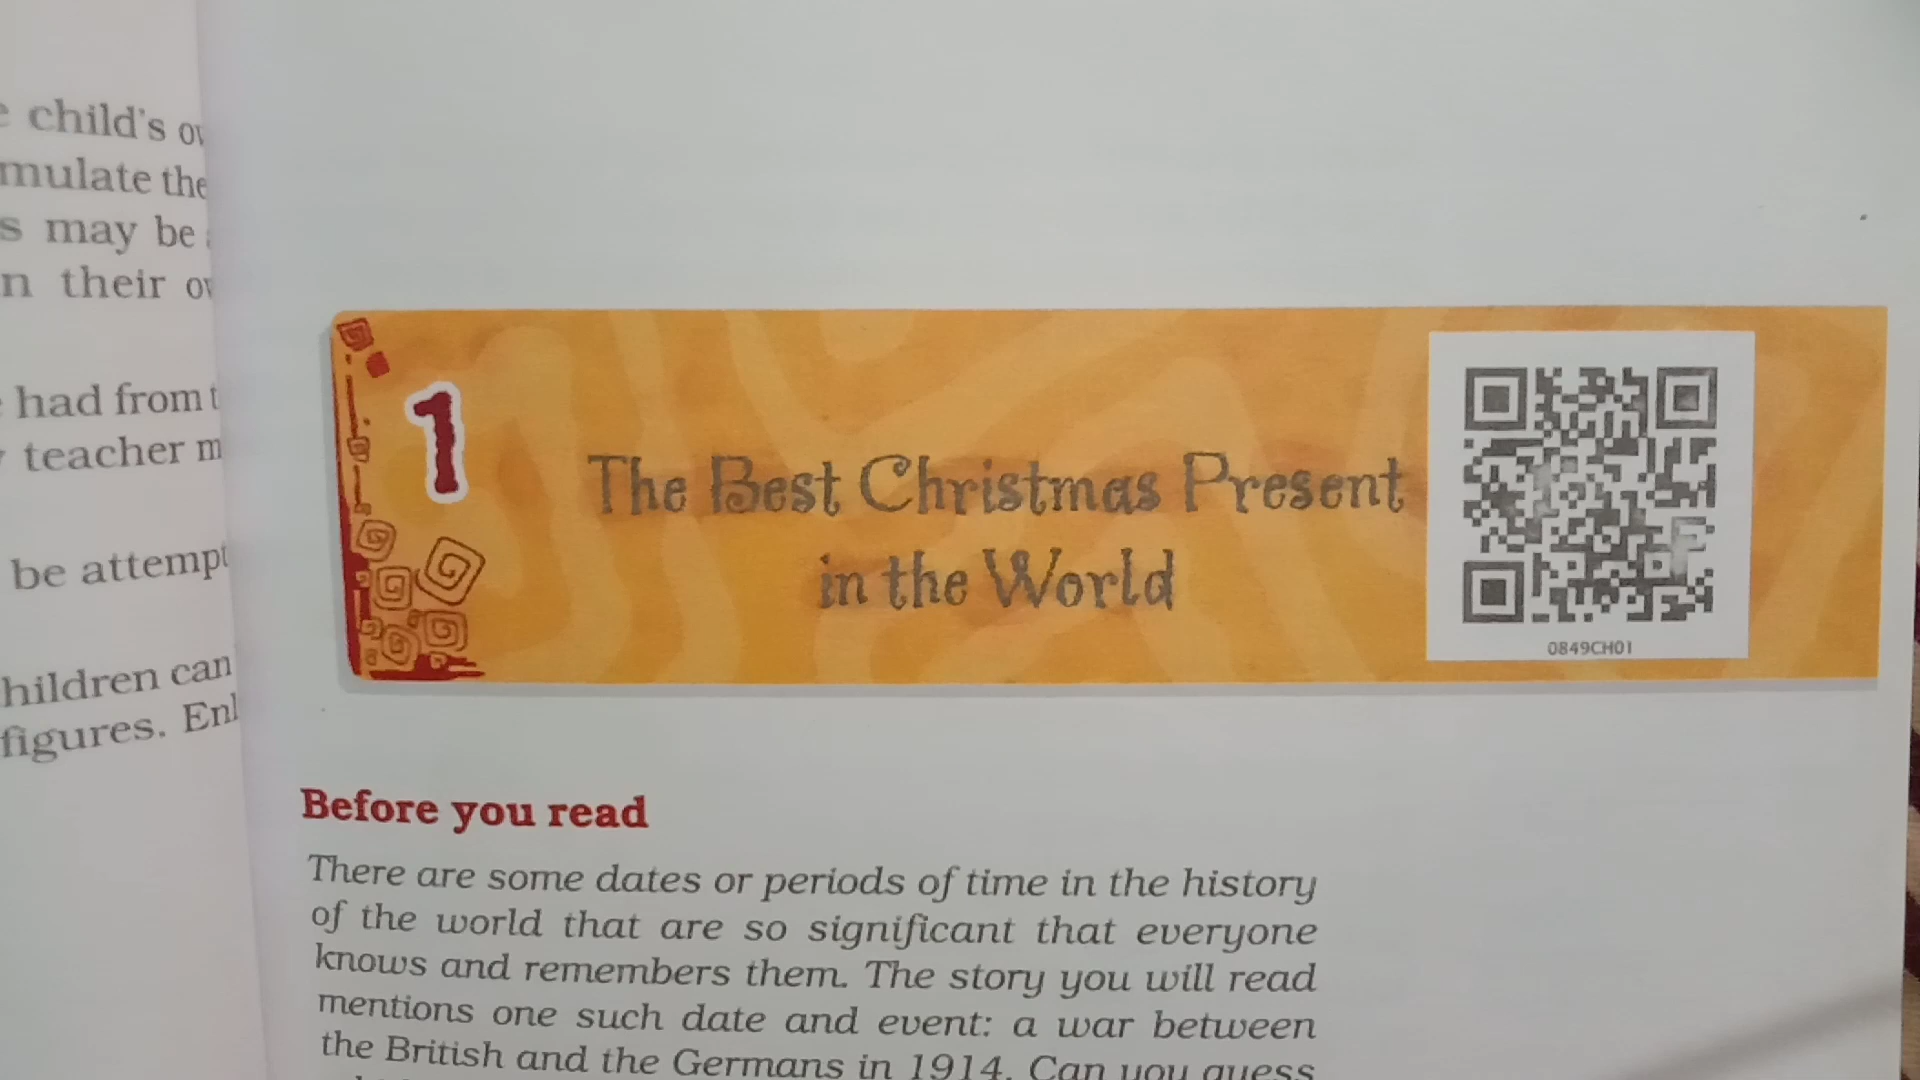 child's
mulate the
s may be
n their
had from
teacher
be attempt
hildren can
figures.
1
The Best Christmas Present
in the World
0849CH01
Before you read
There are some dates or periods of time in the history
of the world that are so significant that everyone
knows and remembers them. The story you will read
mentions one such date and event: a war between
the British and the Germans in 1914. Can you guess